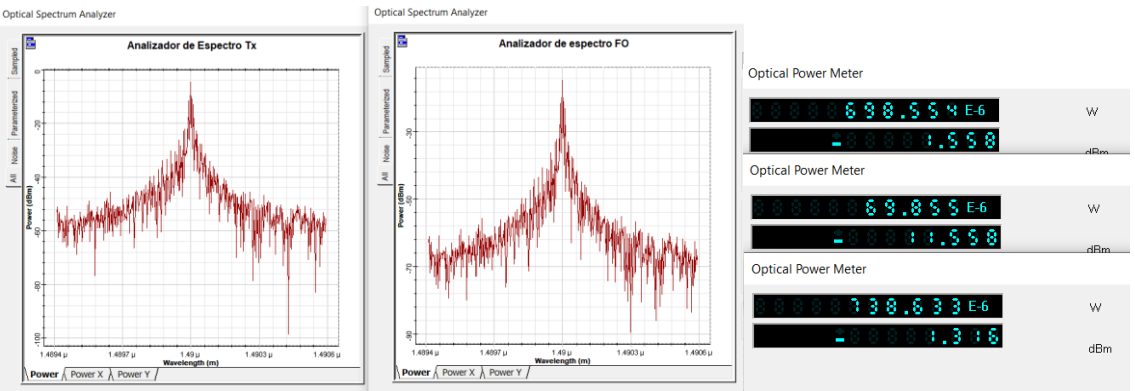 Optical Spectrum Analyzer
Analizador de Espectro Tx
Sampled
Parameterized
Noise
All
Power (dBm)
0
-20
-40
-60
-80
-100
1.4894 µ 1.4897 µ 1.49 µ 1.4903 µ 1.4906 µ
Wavelength (m)
Power Power X Power Y
Optical Spectrum Analyzer
Analizador de espectro FO
Sampled
Parameterized
Noise
All
Power (dBm)
-30
-50
-70
-90
1.4894 µ 1.4897 µ 1.49 µ 1.4903 µ 1.4906 µ
Wavelength (m)
Power Power X Power Y
Optical Power Meter
698.554 E-6 W
-1.558 dBm
Optical Power Meter
69.855 E-6 W
-11.558 dBm
Optical Power Meter
738.633 E-6 W
-1.316 dBm